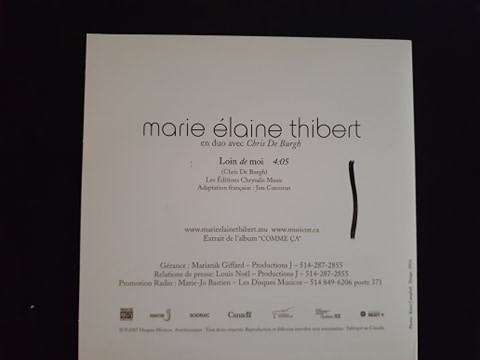 marie élaine thibert
en duo avec Chris De Burgh
Loin de moi 4:05
(Chris De Burgh)
Les Éditions Chrysalis Music
Adaptation française : Jim Corcoran
www.marieelainethibert.mu www.musicor.ca
Extrait de l'album "COMME ÇA"
Gérance : Marianik Giffard – Productions J – 514-287-2855
Relations de presse: Louis Noël – Productions J – 514-287-2855
Promotion Radio : Marie-Jo Bastien – Les Disques Musicor – 514 849-6206 poste 371
SODEC Canada